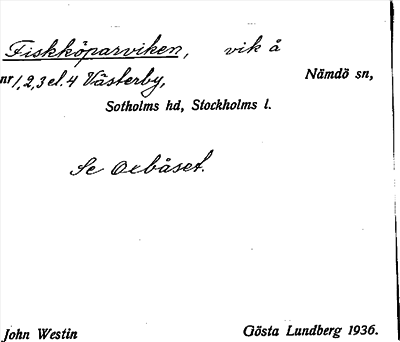 Fiskköparviken, vik å
nr 1, 2, 3 el. 4 Västerby, Nämdö sn,
Sotholms hd, Stockholms l.
Se Oxbåset.
John Westin Gösta Lundberg 1936.